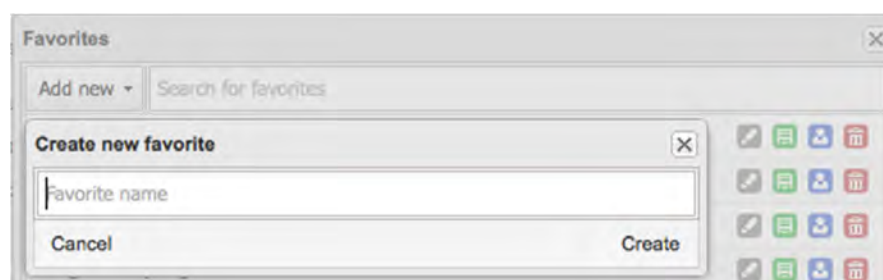 Favorites
Add new
Search for favorites
Create new favorite
Favorite name
Cancel
Create